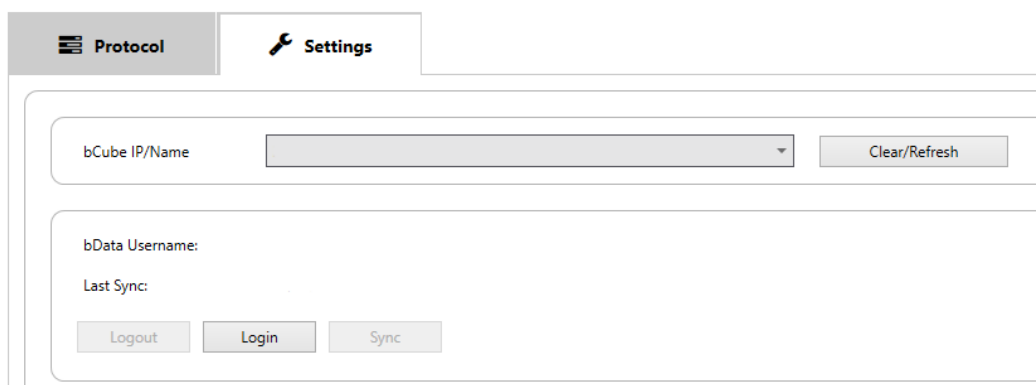 Protocol Settings
bCube IP/Name Clear/Refresh
bData Username:
Last Sync:
Logout Login Sync